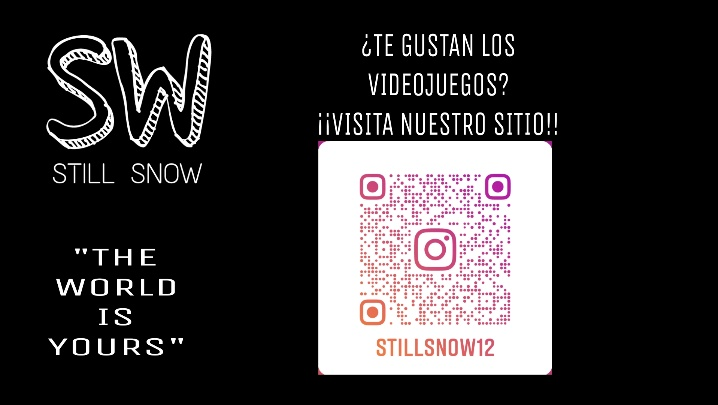 SW
STILL SNOW
"THE
WORLD
IS
YOURS"
¿TE GUSTAN LOS
VIDEOJUEGOS?
¡¡VISITA NUESTRO SITIO!!
STILLSNOW12